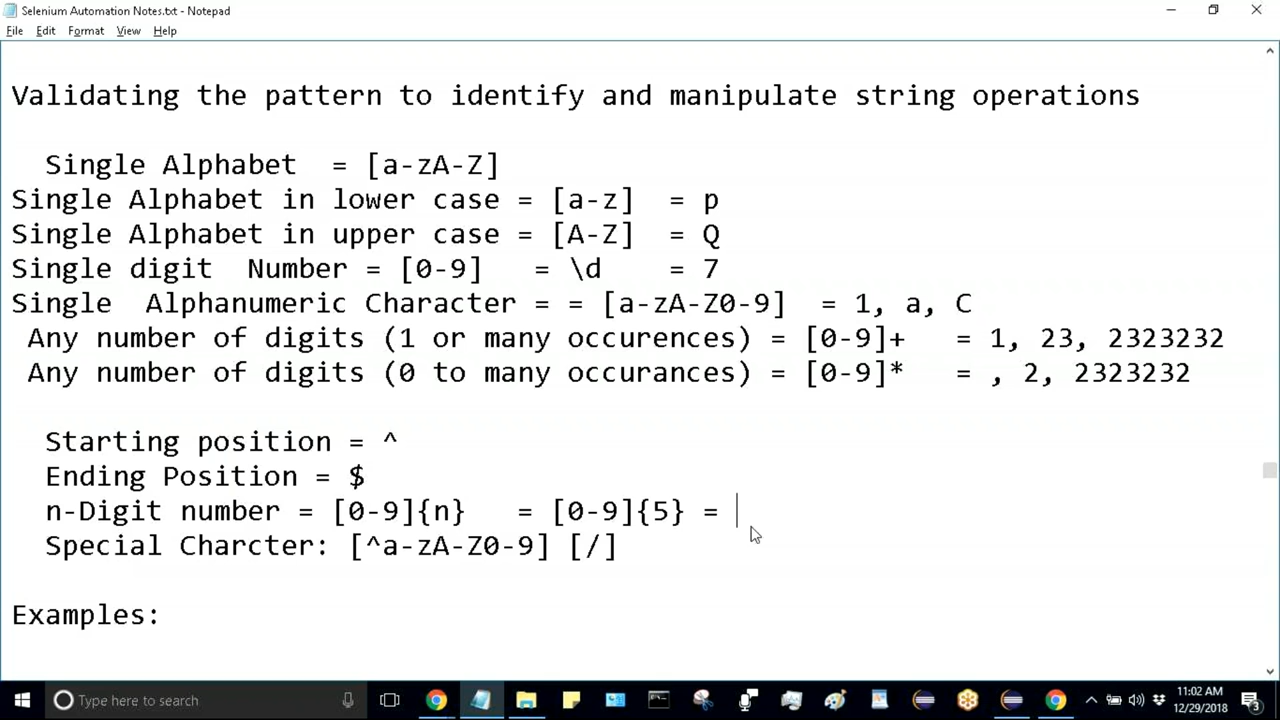 Selenium Automation Notes.txt - Notepad
File Edit Format View Help
Validating the pattern to identify and manipulate string operations
Single Alphabet = [a-zA-Z]
Single Alphabet in lower case = [a-z] = p
Single Alphabet in upper case = [A-Z] = Q
Single digit Number = [0-9] = \d = 7
Single Alphanumeric Character = = [a-zA-Z0-9] = 1, a, C
Any number of digits (1 or many occurences) = [0-9]+ = 1, 23, 2323232
Any number of digits (0 to many occurances) = [0-9]* = , 2, 2323232
Starting position = ^
Ending Position = $
n-Digit number = [0-9]{n} = [0-9]{5} =
Special Charcter: [^a-zA-Z0-9] [/]
Examples:
Type here to search
11:02 AM
12/29/2018
3